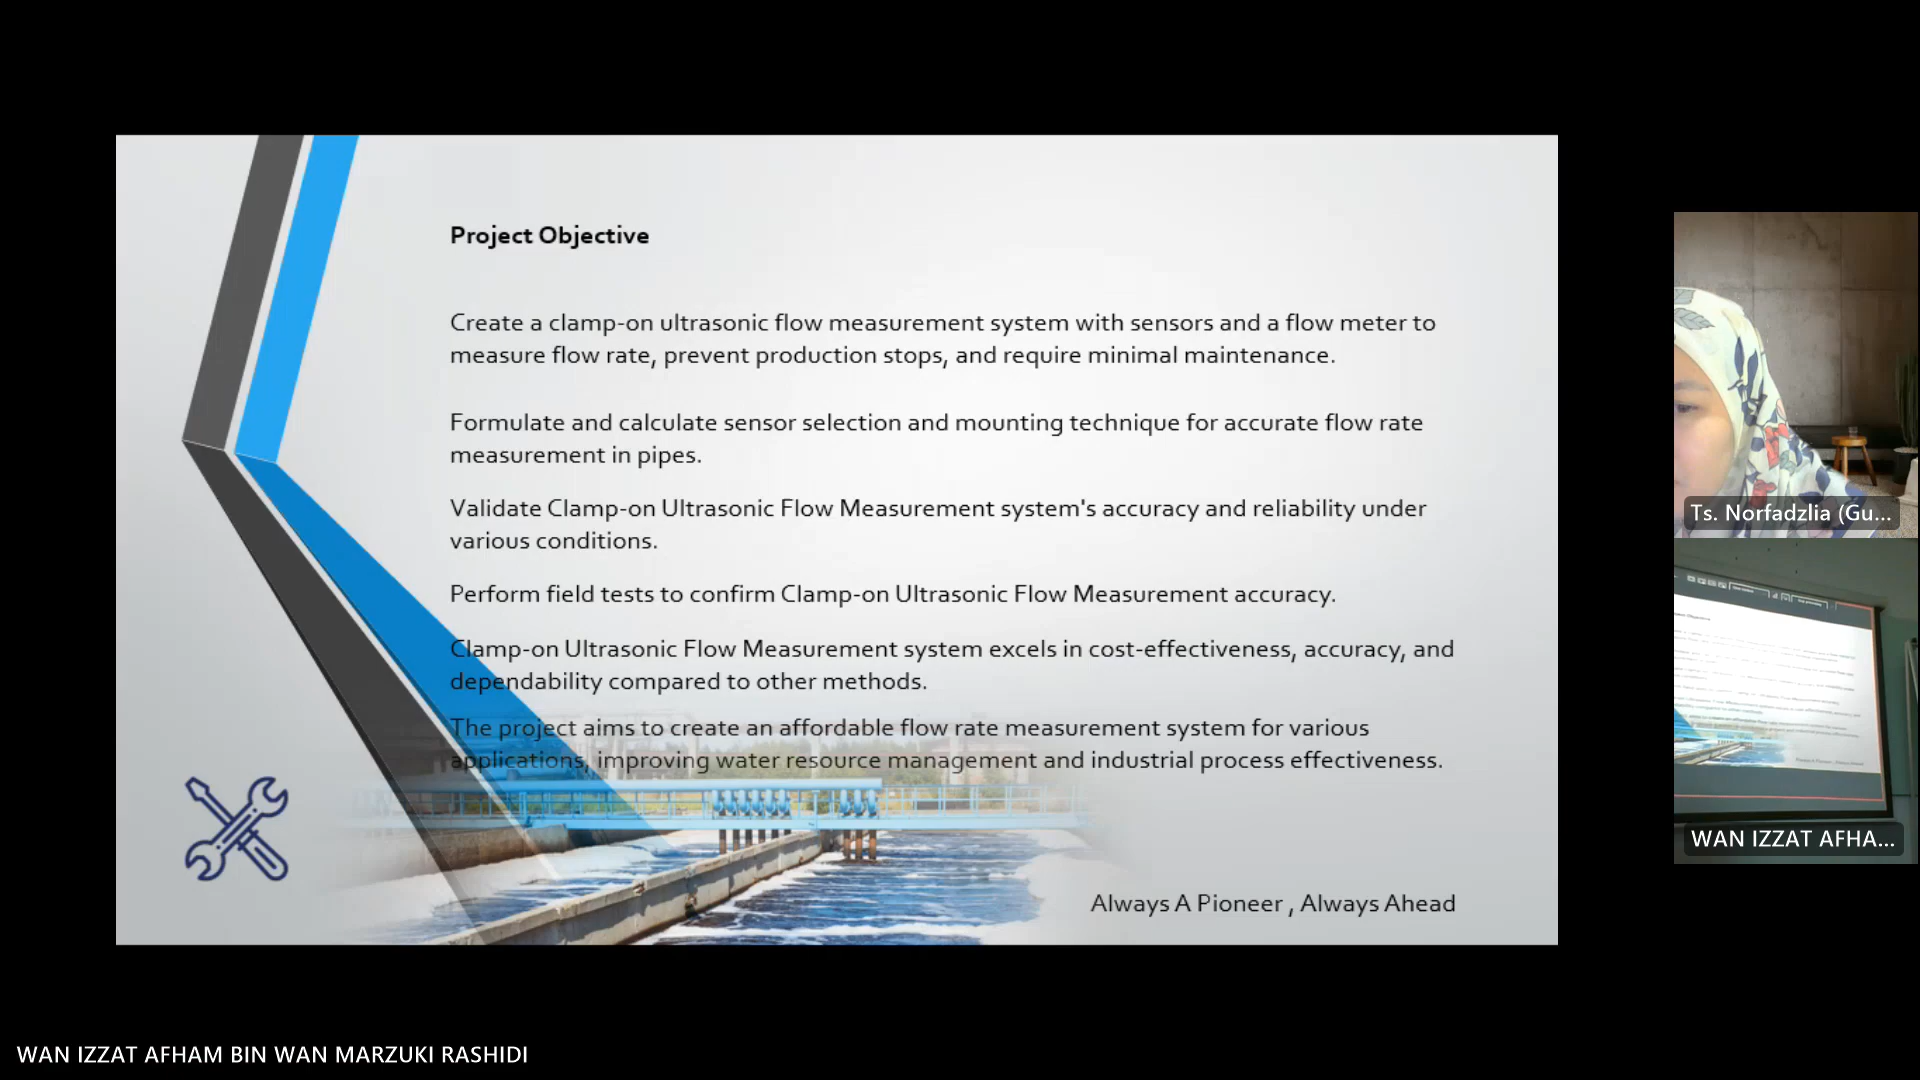 Project Objective
Create a clamp-on ultrasonic flow measurement system with sensors and a flow meter to
measure flow rate, prevent production stops, and require minimal maintenance.
Formulate and calculate sensor selection and mounting technique for accurate flow rate
measurement in pipes.
Validate Clamp-on Ultrasonic Flow Measurement system's accuracy and reliability under
various conditions.
Perform field tests to confirm Clamp-on Ultrasonic Flow Measurement accuracy.
Clamp-on Ultrasonic Flow Measurement system excels in cost-effectiveness, accuracy, and
dependability compared to other methods.
The project aims to create an affordable flow rate measurement system for various
applications, improving water resource management and industrial process effectiveness.
Always A Pioneer , Always Ahead
Ts. Norfadzlia (Gu...
WAN IZZAT AFHA...
WAN IZZAT AFHAM BIN WAN MARZUKI RASHIDI